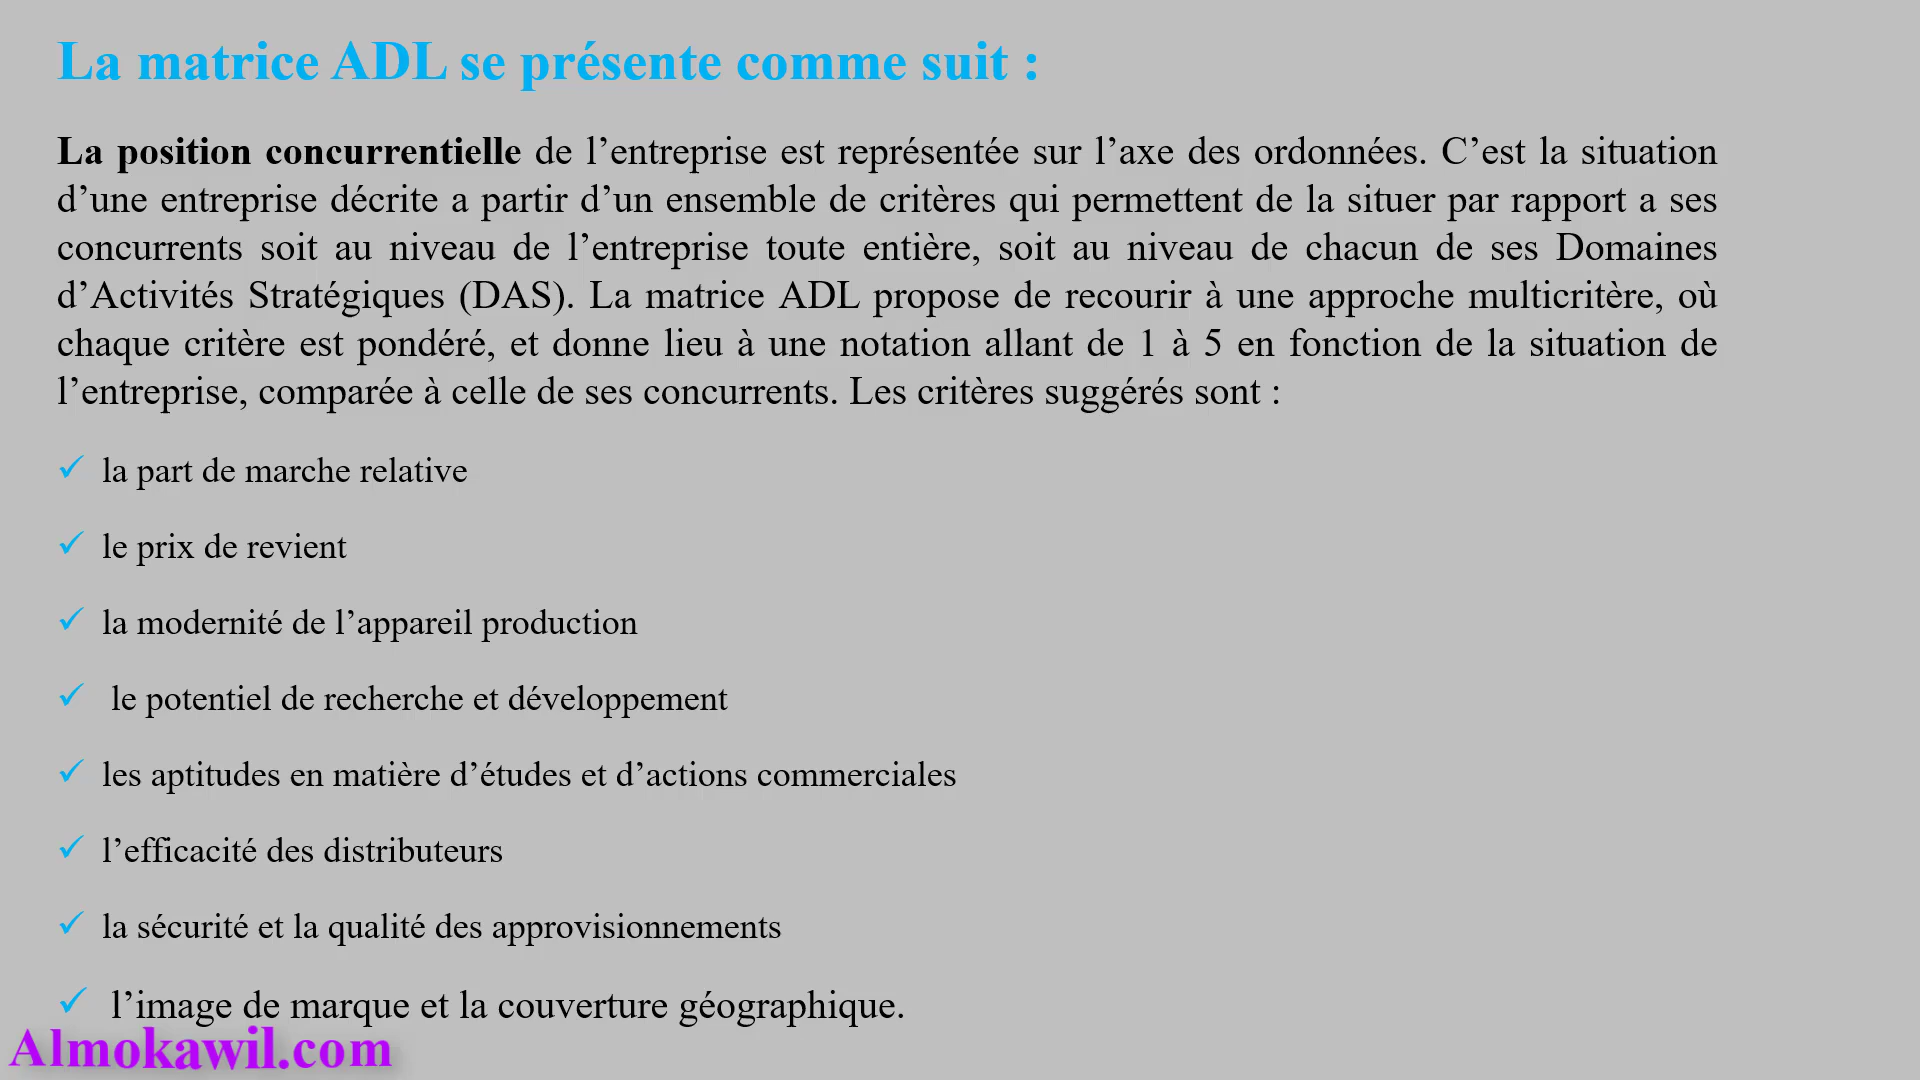 La matrice ADL se présente comme suit :
La position concurrentielle de l’entreprise est représentée sur l’axe des ordonnées. C’est la situation
d’une entreprise décrite a partir d’un ensemble de critères qui permettent de la situer par rapport a ses
concurrents soit au niveau de l’entreprise toute entière, soit au niveau de chacun de ses Domaines
d’Activités Stratégiques (DAS). La matrice ADL propose de recourir à une approche multicritère, où
chaque critère est pondéré, et donne lieu à une notation allant de 1 à 5 en fonction de la situation de
l’entreprise, comparée à celle de ses concurrents. Les critères suggérés sont :
✓ la part de marche relative
✓ le prix de revient
✓ la modernité de l’appareil production
✓ le potentiel de recherche et développement
✓ les aptitudes en matière d’études et d’actions commerciales
✓ l’efficacité des distributeurs
✓ la sécurité et la qualité des approvisionnements
✓ l’image de marque et la couverture géographique.
Almokawil.com